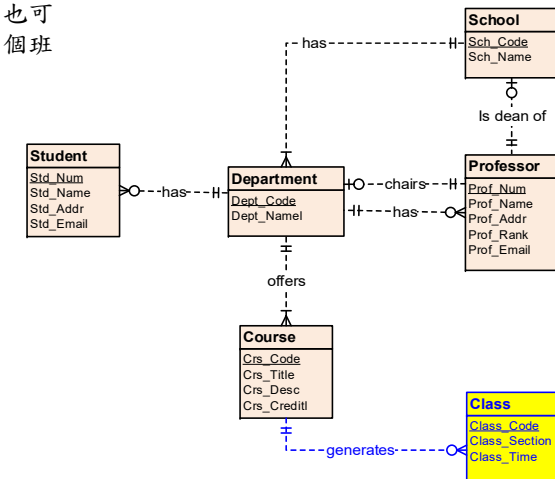 也可
個班
School
Sch_Code
Sch_Name
has
Is dean of
Student
Std_Num
Std_Name
Std_Addr
Std_Email
has
Department
Dept_Code
Dept_Namel
chairs
has
Professor
Prof_Num
Prof_Name
Prof_Addr
Prof_Rank
Prof_Email
offers
Course
Crs_Code
Crs_Title
Crs_Desc
Crs_Creditl
generates
Class
Class_Code
Class_Section
Class_Time